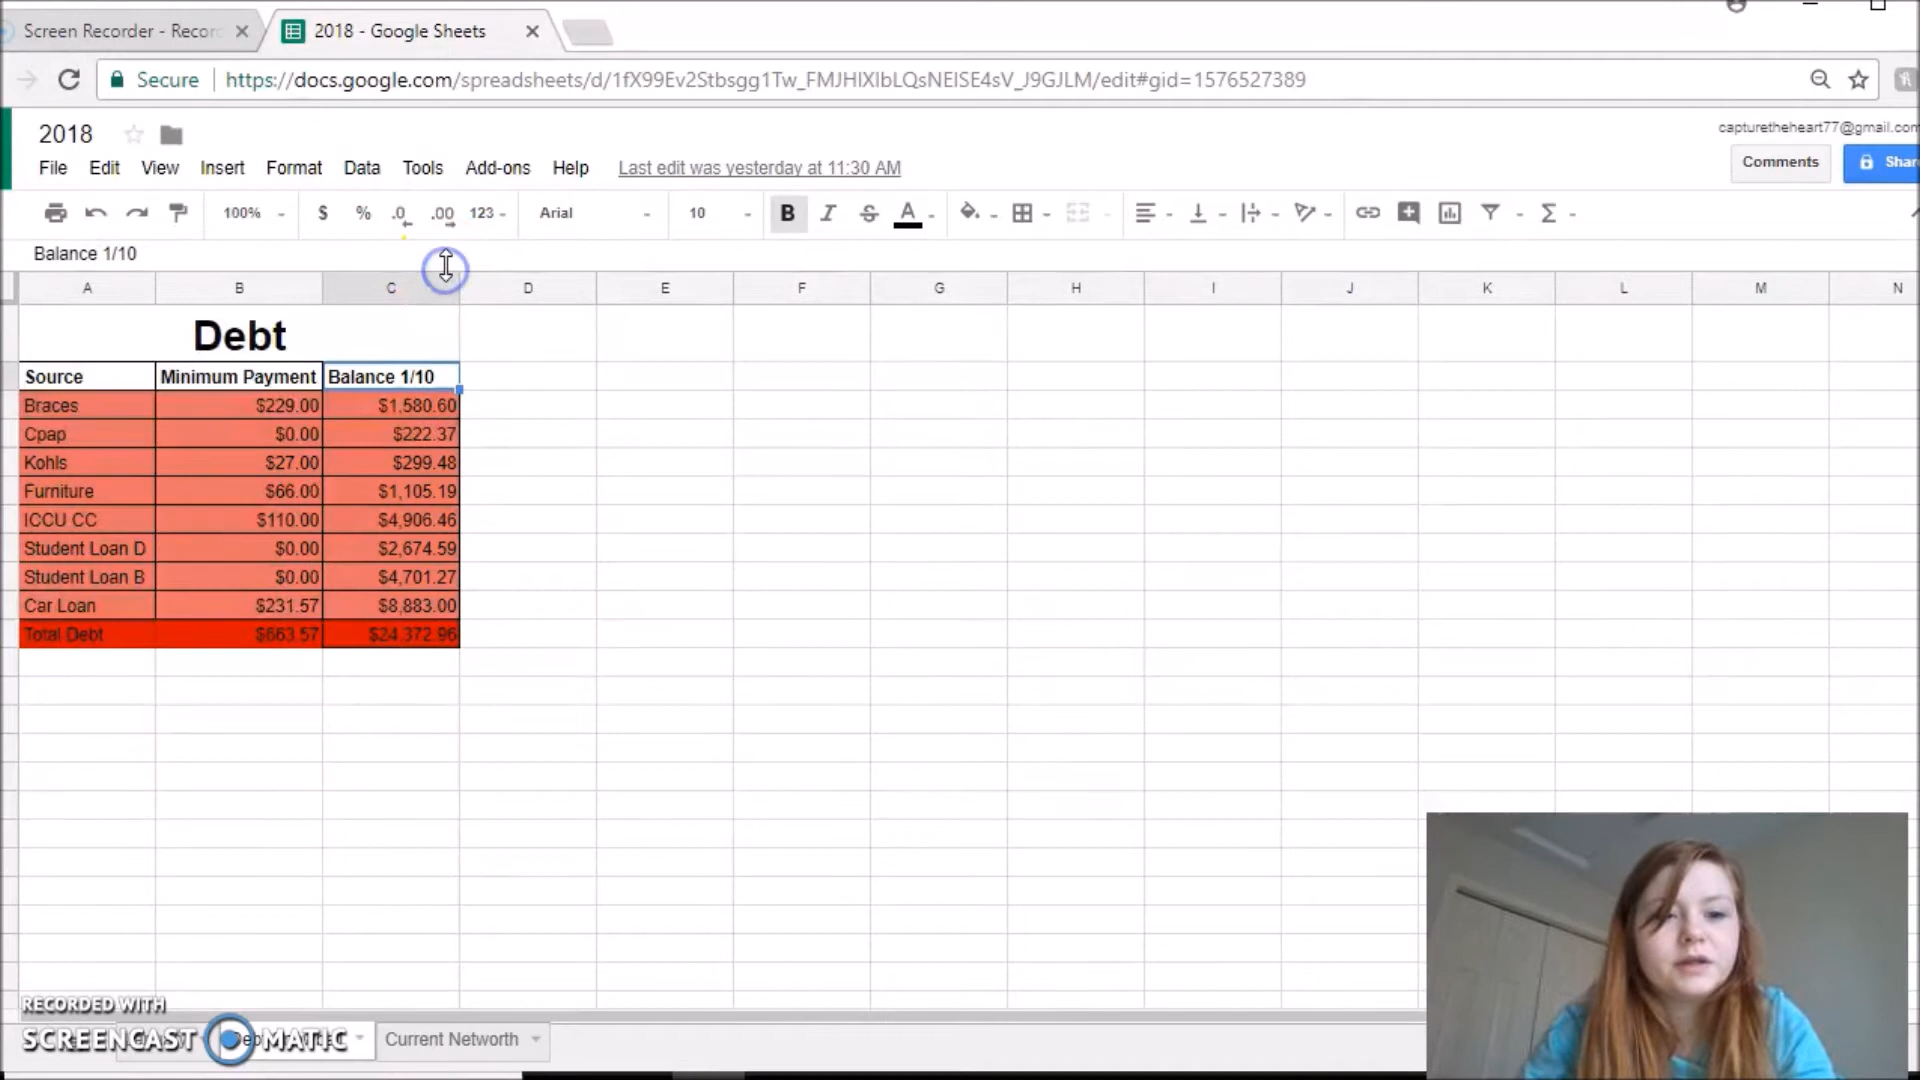 Screen Recorder - Recor
2018 - Google Sheets
Secure
https://docs.google.com/spreadsheets/d/1fX99Ev2Stbsgg1Tw_FMJHIXIbLQsNEISE4sV_J9GJLM/edit#gid=1576527389
2018
capturetheheart77@gmail.com
File Edit View Insert Format Data Tools Add-ons Help Last edit was yesterday at 11:30 AM
Comments Shar
100% $ % .0 .00 123 Arial 10 B I S A Σ
Balance 1/10
A B C D E F G H I J K L M N
Debt
Source Minimum Payment Balance 1/10
Braces $229.00 $1,580.60
Cpap $0.00 $222.37
Kohls $27.00 $299.48
Furniture $66.00 $1,105.19
ICCU CC $110.00 $4,906.46
Student Loan D $0.00 $2,674.59
Student Loan B $0.00 $4,701.27
Car Loan $231.57 $8,883.00
Total Debt $663.57 $24,372.96
RECORDED WITH
SCREENCAST MATIC
Current Networth